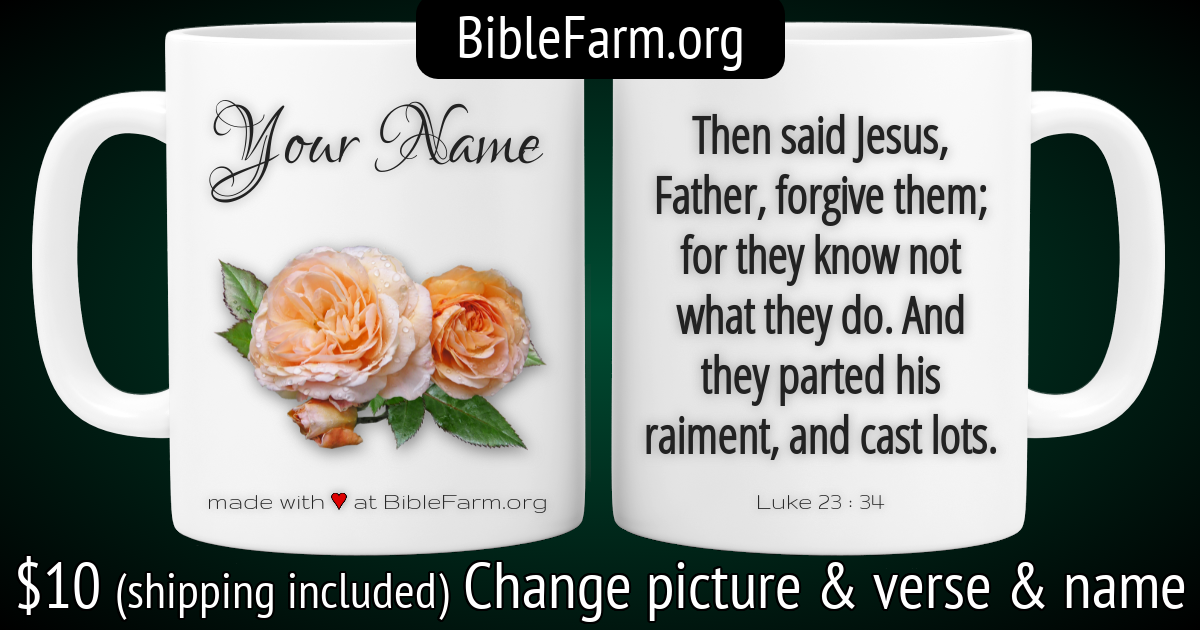 BibleFarm.org
Your Name
made with ♥ at BibleFarm.org
Then said Jesus,
Father, forgive them;
for they know not
what they do. And
they parted his
raiment, and cast lots.
Luke 23 : 34
$10 (shipping included) Change picture & verse & name